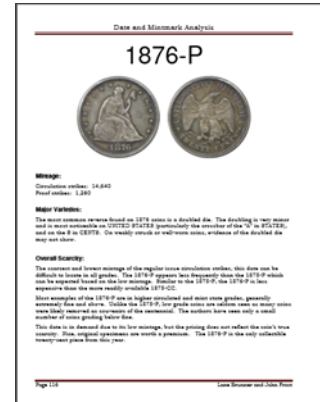 Date and Mintmark Analysis
1876-P
1876
Mintage:
Circulation strikes: 14,640
Proof strikes: 1,260
Major Varieties:
The most common reverse found on 1876 coins is a doubled die. The doubling is very minor
and is most noticeable on UNITED STATES (particularly the crossbar of the "A" in STATES),
and on the S in CENTS. On weakly struck or well-worn coins, evidence of the doubled die
may not show.
Overall Scarcity:
The contrast and lowest mintage of the regular issue circulation strikes, this date can be
difficult to locate in all grades. The 1876-P appears less frequently than the 1875-P which
can be expected based on the low mintage. Similar to the 1875-P, the 1876-P is less
expensive than the more readily available 1875-CC.
Most examples of the 1876-P are in higher circulated and mint state grades, generally
extremely fine and above. Unlike the 1875-P, low grade coins are seldom seen as many coins
were likely removed as souvenirs of the centennial. The authors have seen only a small
number of coins grading below fine.
This date is in demand due to its low mintage, but the pricing does not reflect the coin's true
scarcity. Nice, original specimens are worth a premium. The 1876-P is the only collectible
twenty-cent piece from this year.
Page 116
Lane Brunner and John Frost